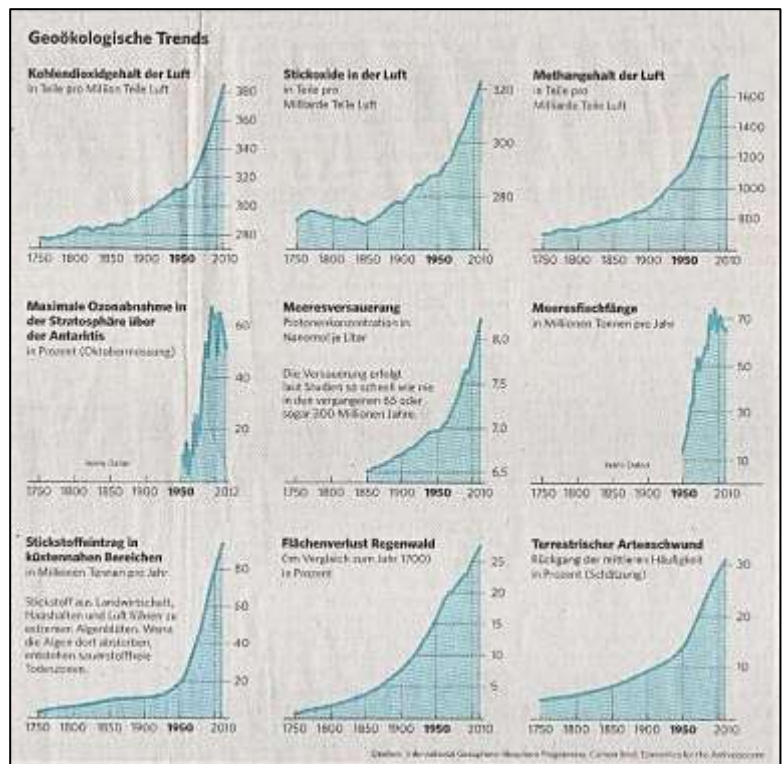 Geoökologische Trends
Kohlendioxidgehalt der Luft
in Teile pro Million Teile Luft
380
360
340
320
300
280
1750 1800 1850 1900 1950 2010
Stickoxide in der Luft
in Teile pro
Milliarde Teile Luft
320
300
280
1750 1800 1850 1900 1950 2010
Methangehalt der Luft
in Teile pro
Milliarde Teile Luft
1600
1400
1200
1000
800
1750 1800 1850 1900 1950 2010
Maximale Ozonabnahme in
der Stratosphäre über
der Antarktis
in Prozent (Oktobermessung)
60
40
20
keine Daten
1750 1800 1850 1900 1950 2012
Meeresversauerung
Protonenkonzentration in
Nanomol je Liter
Die Versauerung erfolgt
laut Studien so schnell wie nie
in den vergangenen 65 oder
sogar 300 Millionen Jahre.
8,0
7,5
7,0
6,5
1750 1800 1850 1900 1950 2010
Meeresfischfänge
in Millionen Tonnen pro Jahr
70
50
30
10
keine Daten
1750 1800 1850 1900 1950 2010
Stickstoffeintrag in
küstennahen Bereichen
in Millionen Tonnen pro Jahr
Stickstoff aus Landwirtschaft,
Haushalten und Luft führen zu
extremen Algenblüten. Wenn
die Algen dort absterben,
entstehen sauerstofffreie
Todeszonen.
80
60
40
20
1750 1800 1850 1900 1950 2010
Flächenverlust Regenwald
(im Vergleich zum Jahr 1700)
in Prozent
25
20
15
10
5
1750 1800 1850 1900 1950 2010
Terrestrischer Artenschwund
Rückgang der mittleren Häufigkeit
in Prozent (Schätzung)
30
20
10
1750 1800 1850 1900 1950 2010
Quellen: International Geosphere-Biosphere Programme,